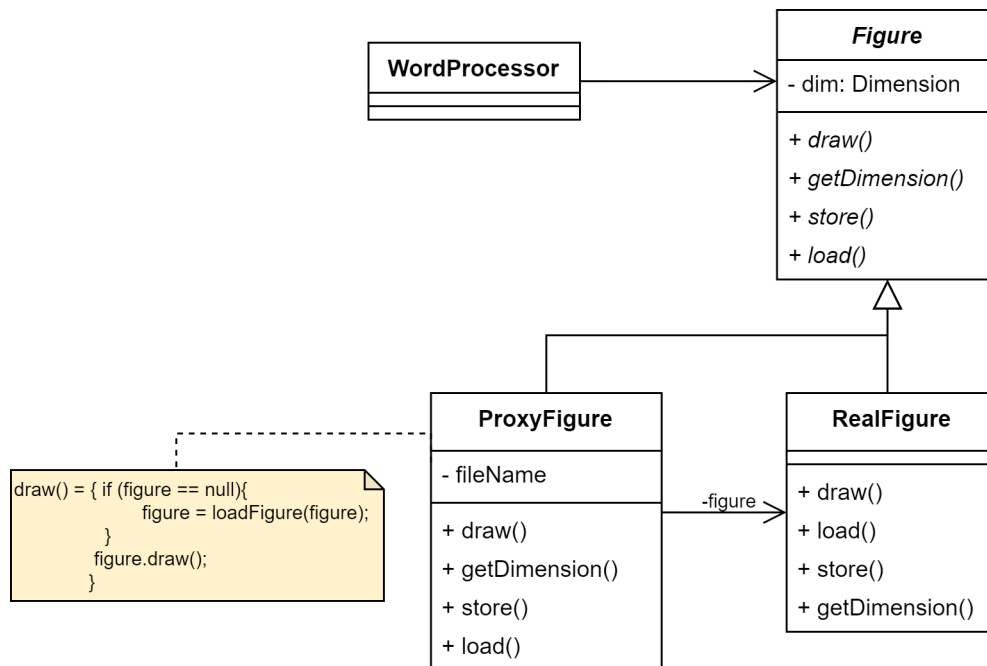 WordProcessor
Figure
- dim: Dimension
+ draw()
+ getDimension()
+ store()
+ load()
ProxyFigure
- fileName
+ draw()
+ getDimension()
+ store()
+ load()
-figure
RealFigure
+ draw()
+ load()
+ store()
+ getDimension()
draw() = { if (figure == null){
figure = loadFigure(figure);
}
figure.draw();
}